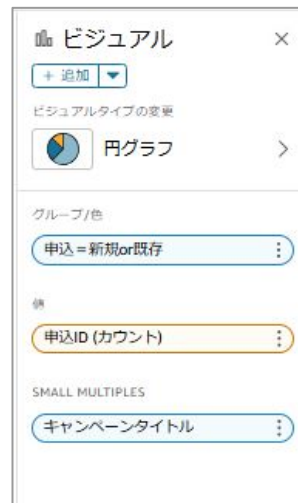 ビジュアル
+ 追加
ビジュアルタイプの変更
円グラフ
グループ/色
申込＝新規or既存
値
申込ID (カウント)
SMALL MULTIPLES
キャンペーンタイトル